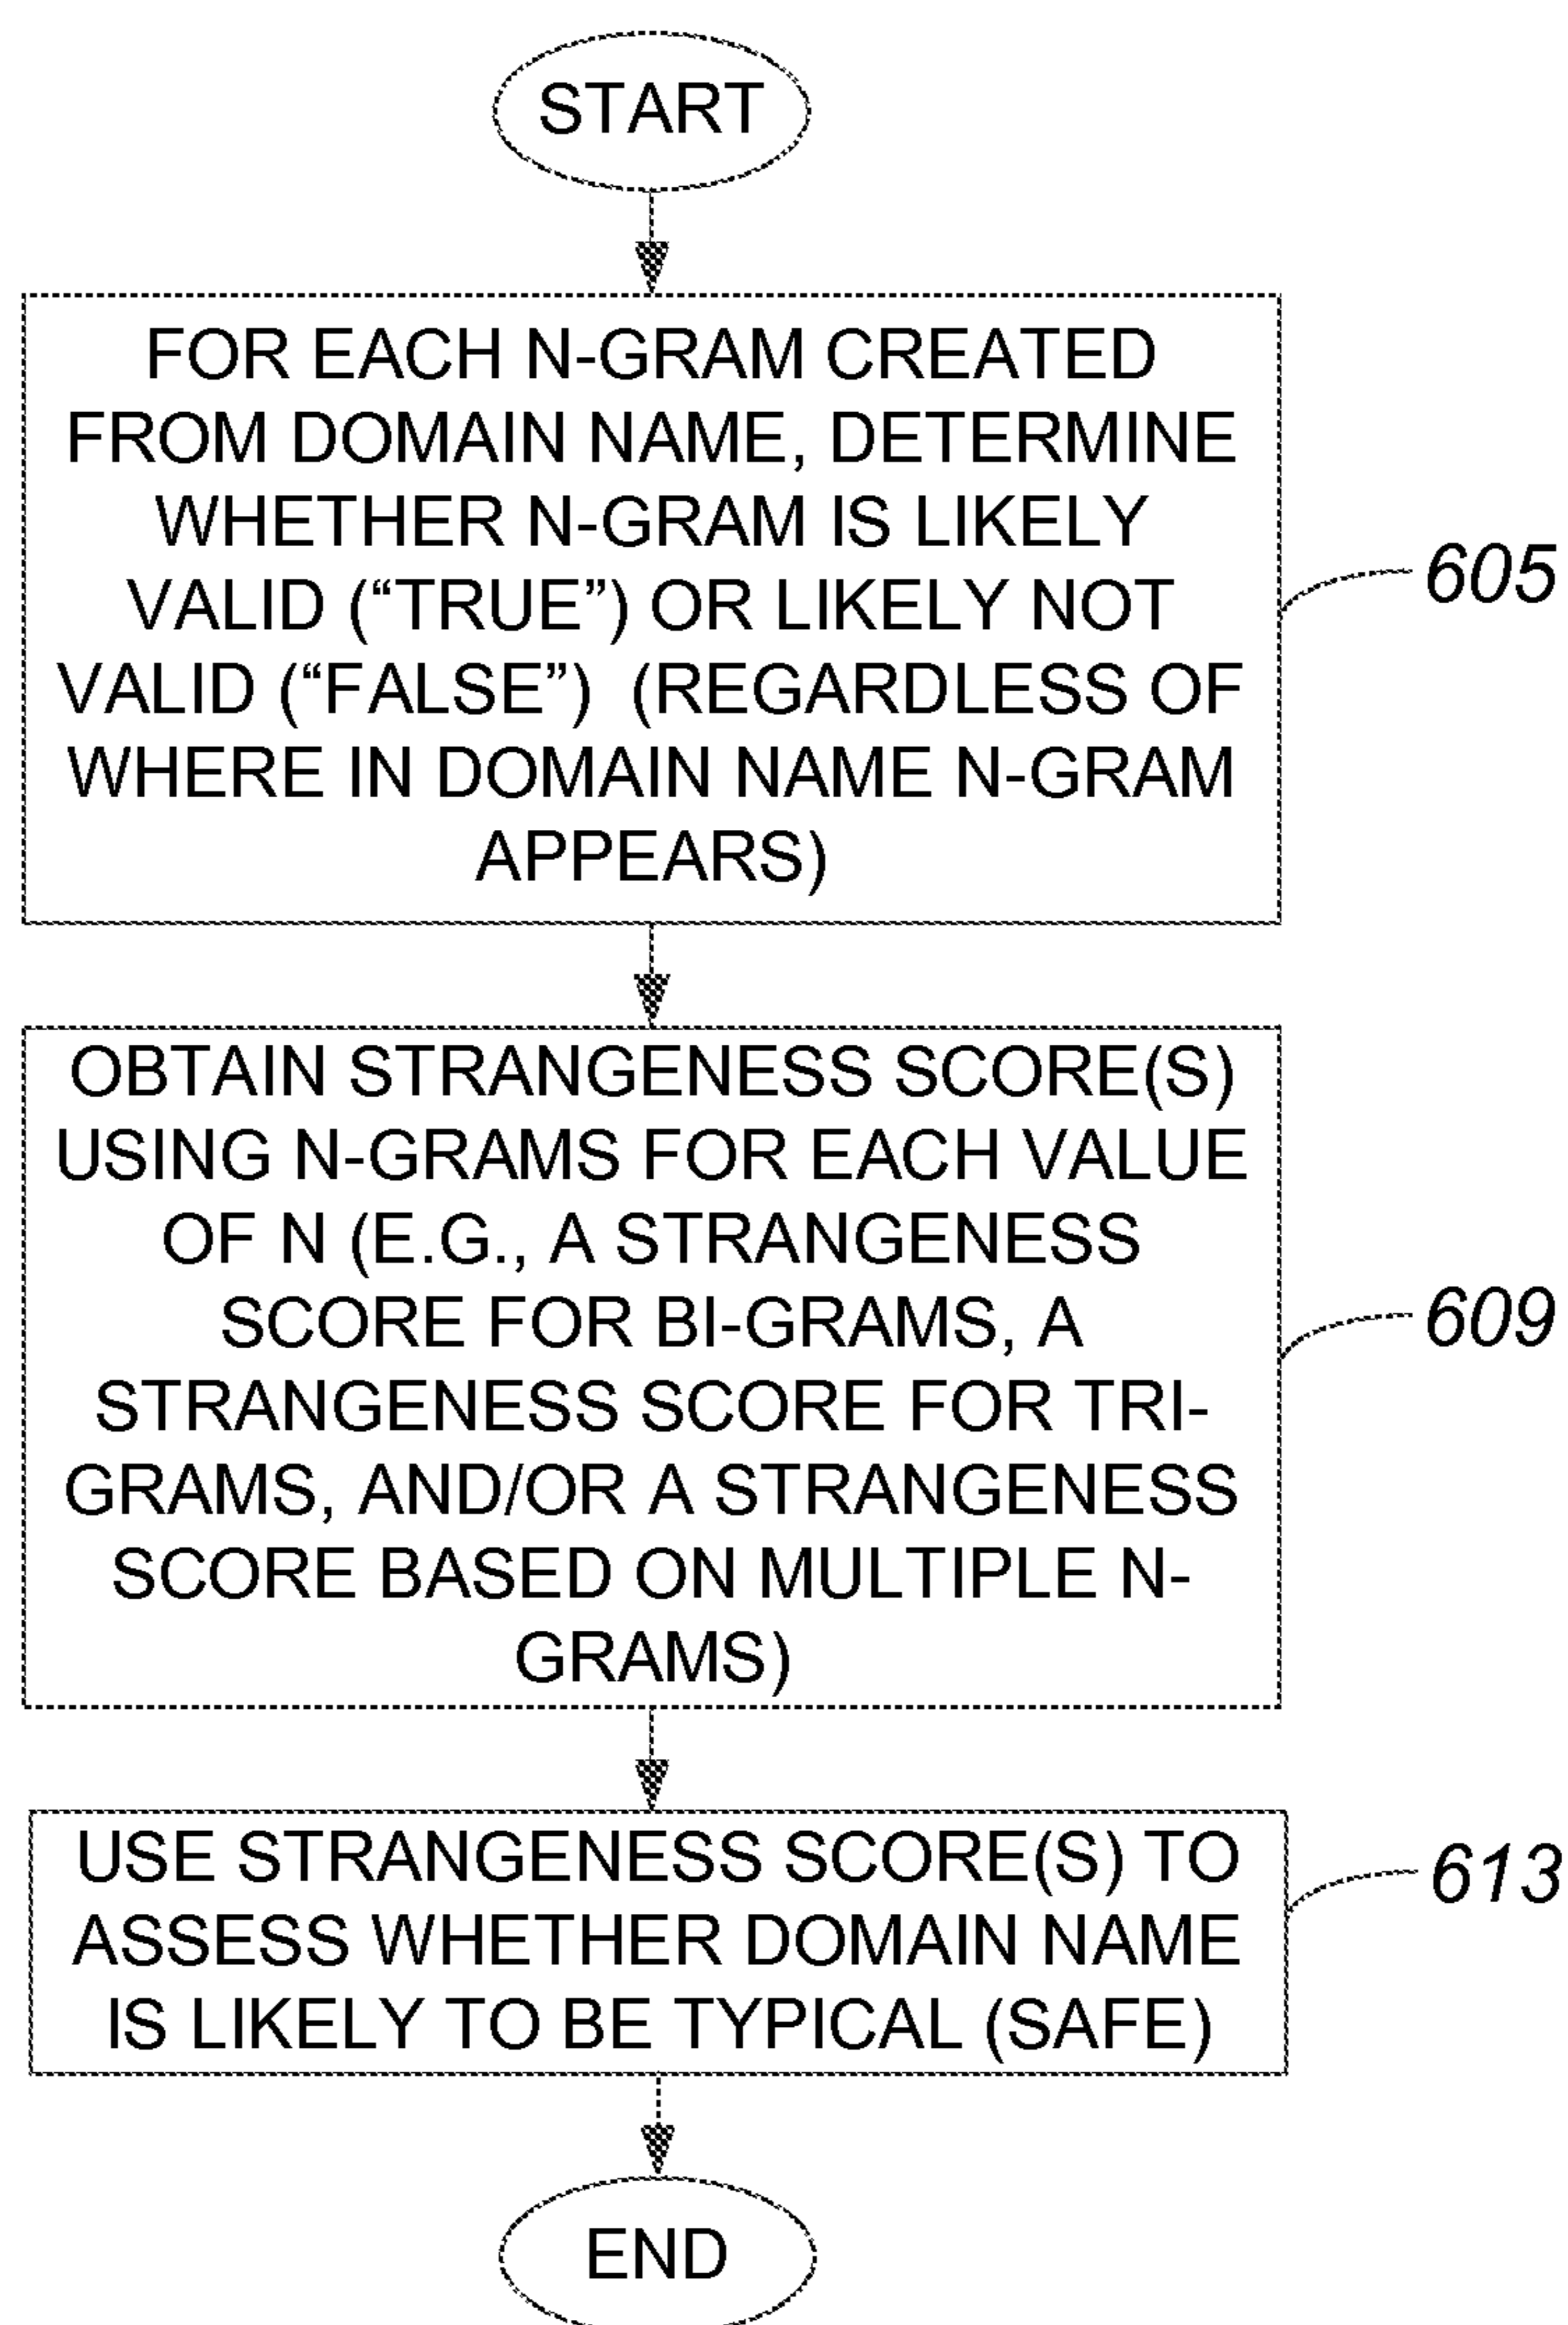 START
FOR EACH N-GRAM CREATED
FROM DOMAIN NAME, DETERMINE
WHETHER N-GRAM IS LIKELY
VALID (“TRUE”) OR LIKELY NOT
VALID (“FALSE”) (REGARDLESS OF
WHERE IN DOMAIN NAME N-GRAM
APPEARS)
605
OBTAIN STRANGENESS SCORE(S)
USING N-GRAMS FOR EACH VALUE
OF N (E.G., A STRANGENESS
SCORE FOR BI-GRAMS, A
STRANGENESS SCORE FOR TRI-
GRAMS, AND/OR A STRANGENESS
SCORE BASED ON MULTIPLE N-
GRAMS)
609
USE STRANGENESS SCORE(S) TO
ASSESS WHETHER DOMAIN NAME
IS LIKELY TO BE TYPICAL (SAFE)
613
END